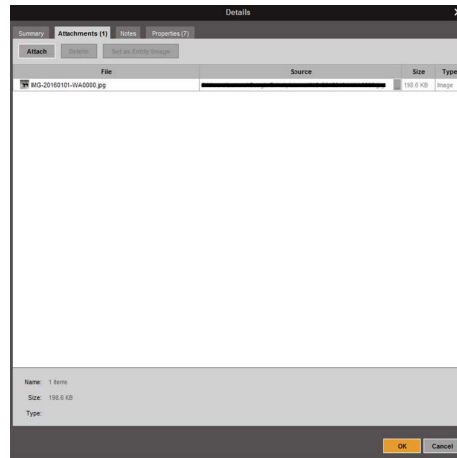 Details
Summary Attachments (1) Notes Properties (7)
Attach Delete Set as Entity Image
File Source Size Type
IMG-20160101-WA0000.jpg 198.6 KB Image
Name: 1 items
Size: 198.6 KB
Type:
OK Cancel